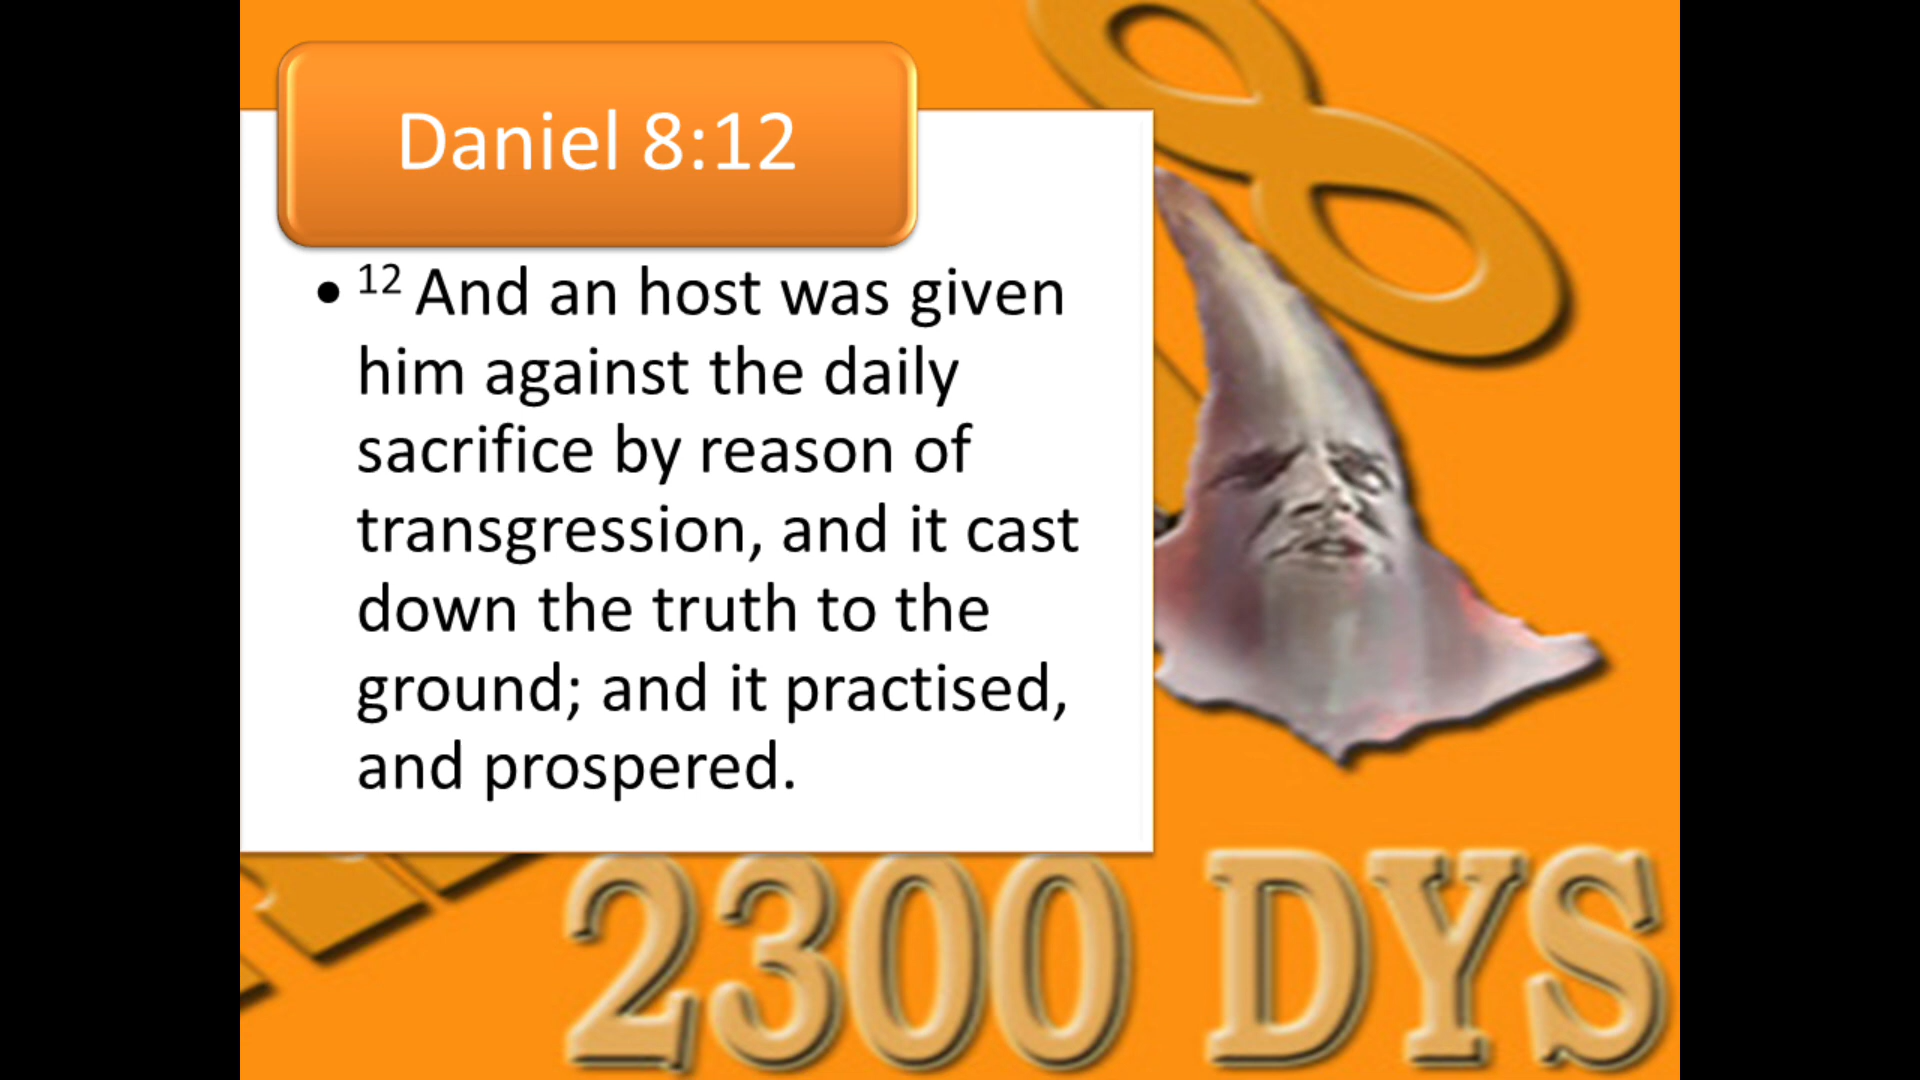 Daniel 8:12
• 12 And an host was given
him against the daily
sacrifice by reason of
transgression, and it cast
down the truth to the
ground; and it practised,
and prospered.
8
2300 DYS